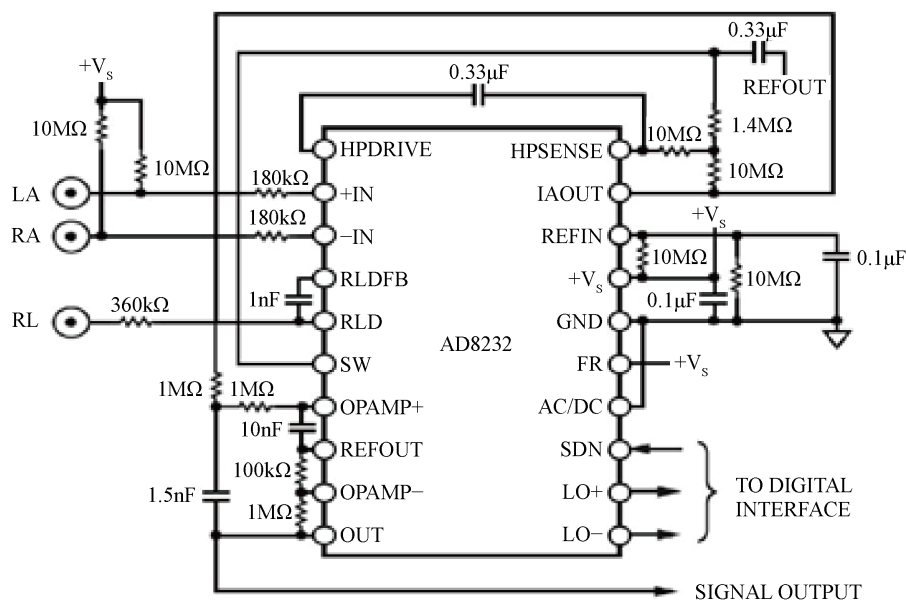 0.33µF
+Vs
0.33µF
REFOUT
10MΩ
10MΩ
1.4MΩ
HPDRIVE
HPSENSE
10MΩ
180kΩ
10MΩ
LA
+IN
IAOUT
180kΩ
+Vs
RA
−IN
REFIN
10MΩ
0.1µF
RLDFB
+Vs
10MΩ
1nF
0.1µF
360kΩ
RL
RLD
GND
AD8232
SW
FR
+Vs
1MΩ
1MΩ
OPAMP+
AC/DC
10nF
REFOUT
SDN
100kΩ
1.5nF
OPAMP−
LO+
TO DIGITAL
INTERFACE
1MΩ
OUT
LO−
SIGNAL OUTPUT